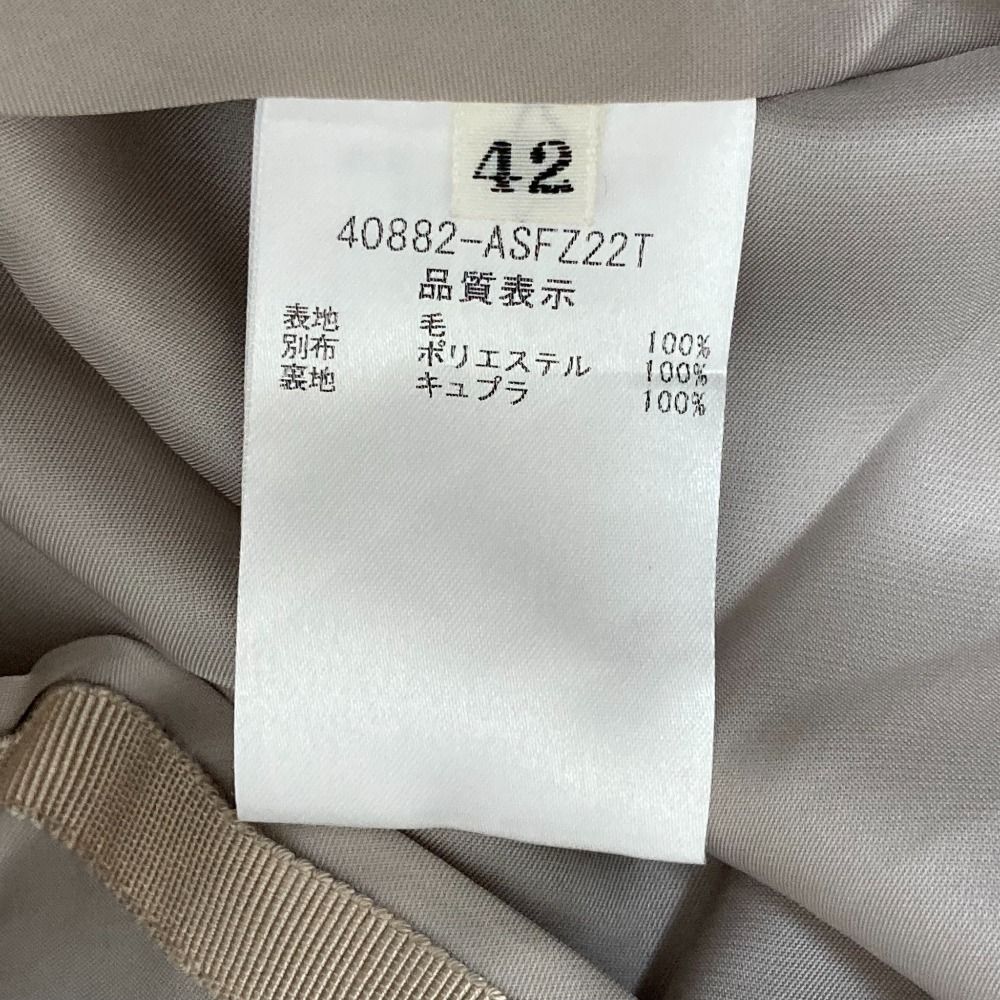 42
40882-ASFZ22T
品質表示
表地 毛 100%
別布 ポリエステル 100%
裏地 キュプラ 100%